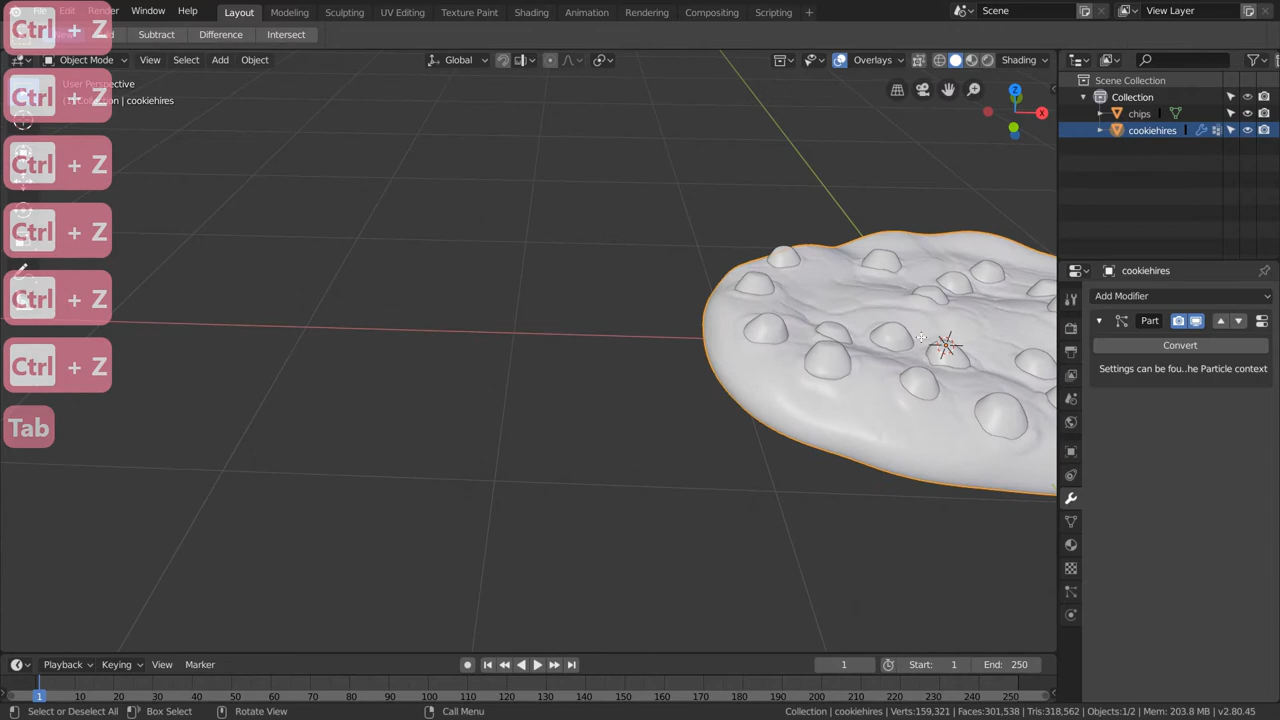 File Edit Render Window Help Layout Modeling Sculpting UV Editing Texture Paint Shading Animation Rendering Compositing Scripting + Scene View Layer
Subtract Difference Intersect
Object Mode View Select Add Object Global Overlays Shading
User Perspective
Collection | cookiehires
Ctrl + Z
Ctrl + Z
Ctrl + Z
Ctrl + Z
Ctrl + Z
Ctrl + Z
Tab
Z
X
Scene Collection
Collection
chips
cookiehires
cookiehires
Add Modifier
Part
Convert
Settings can be fou..he Particle context
Playback Keying View Marker 1 Start: 1 End: 250
1 10 20 30 40 50 60 70 80 90 100 110 120 130 140 150 160 170 180 190 200 210 220 230 240 250
Select or Deselect All Box Select Rotate View Call Menu Collection | cookiehires | Verts:159,321 | Faces:301,538 | Tris:318,562 | Objects:1/2 | Mem: 203.8 MB | v2.80.45